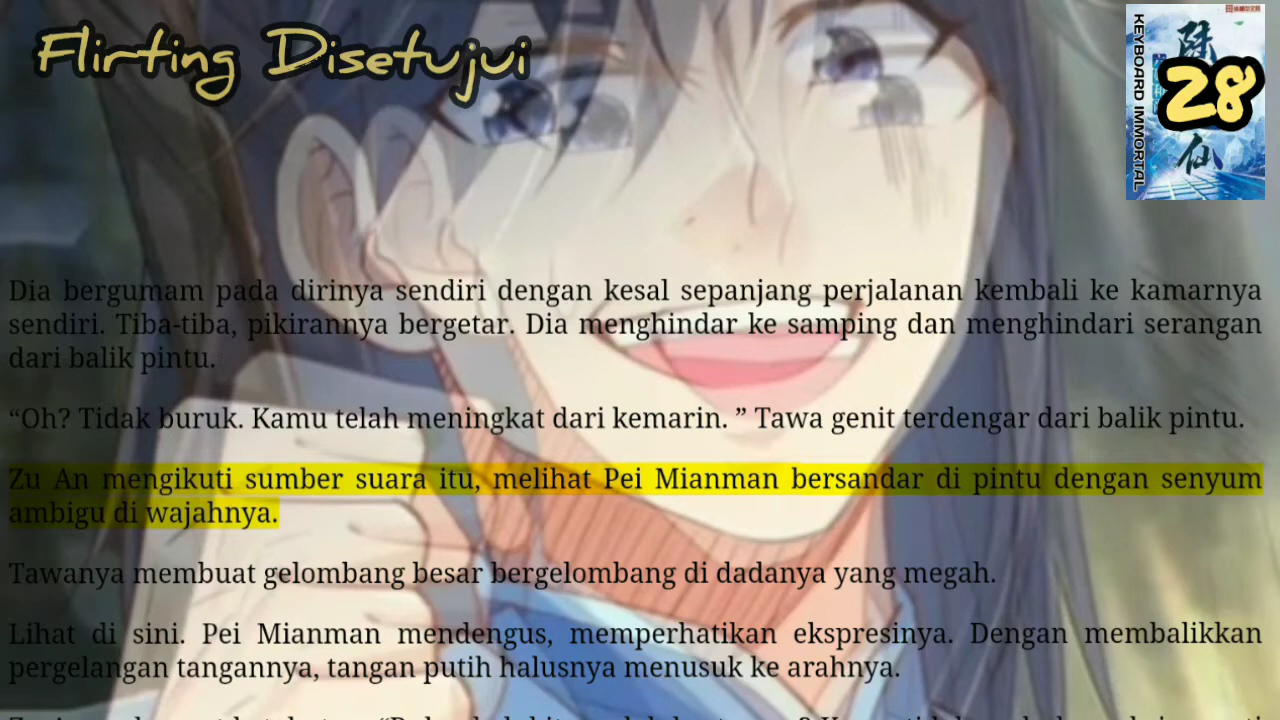 Flirting Disetujui
KEYBOARD IMMORTAL
28
仙
Dia bergumam pada dirinya sendiri dengan kesal sepanjang perjalanan kembali ke kamarnya
sendiri. Tiba-tiba, pikirannya bergetar. Dia menghindar ke samping dan menghindari serangan
dari balik pintu.
“Oh? Tidak buruk. Kamu telah meningkat dari kemarin. ” Tawa genit terdengar dari balik pintu.
Zu An mengikuti sumber suara itu, melihat Pei Mianman bersandar di pintu dengan senyum
ambigu di wajahnya.
Tawanya membuat gelombang besar bergelombang di dadanya yang megah.
Lihat di sini. Pei Mianman mendengus, memperhatikan ekspresinya. Dengan membalikkan
pergelangan tangannya, tangan putih halusnya menusuk ke arahnya.